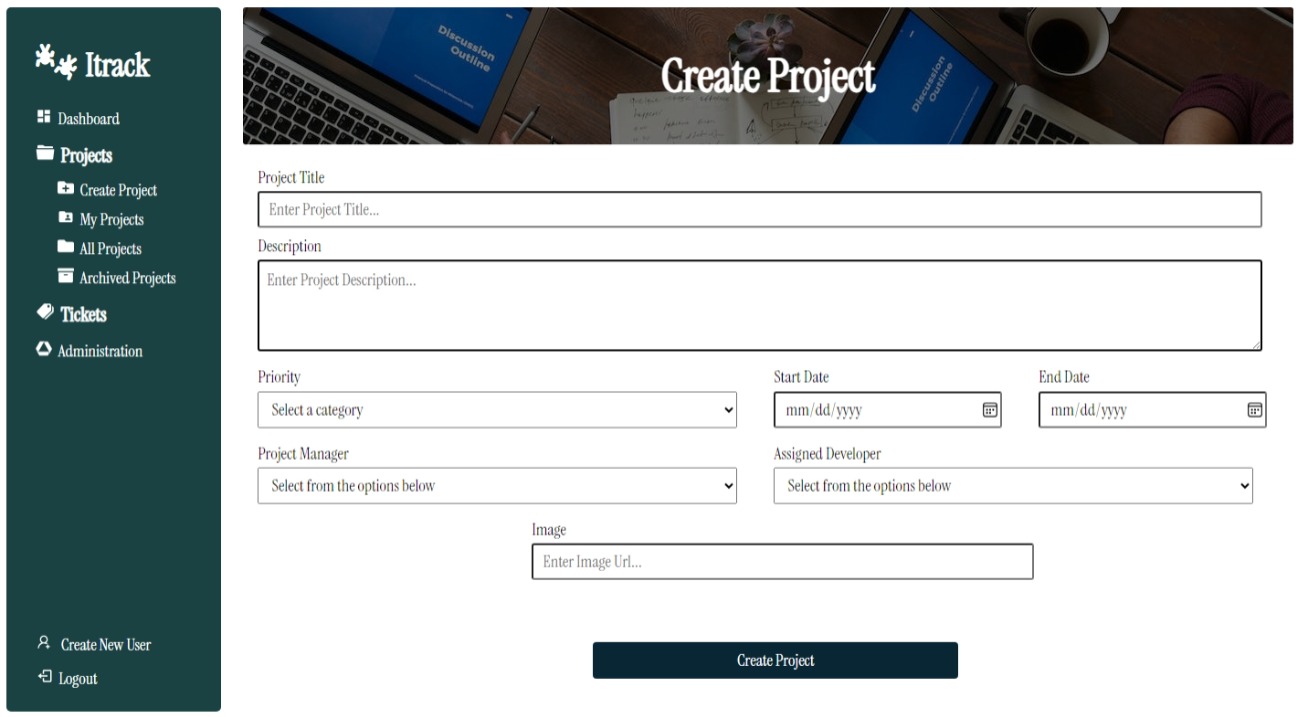 Itrack
Dashboard
Projects
Create Project
My Projects
All Projects
Archived Projects
Tickets
Administration
Create New User
Logout
Discussion
Outline
Discussion
Outline
Create Project
Project Title
Enter Project Title...
Description
Enter Project Description...
Priority
Start Date
End Date
Select a category
mm/dd/yyyy
mm/dd/yyyy
Project Manager
Assigned Developer
Select from the options below
Select from the options below
Image
Enter Image Url...
Create Project